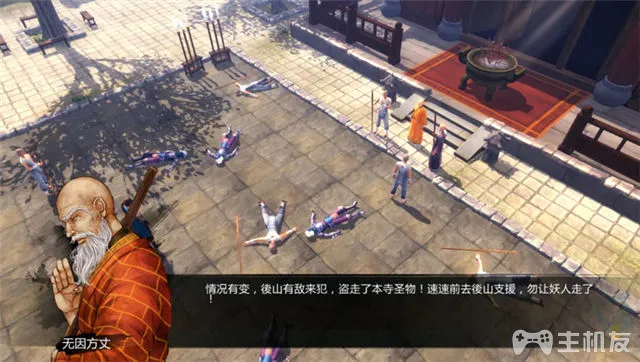 情况有变，後山有敌来犯，盗走了本寺圣物！速速前去後山支援，勿让妖人走了
！
无因方丈
主机友